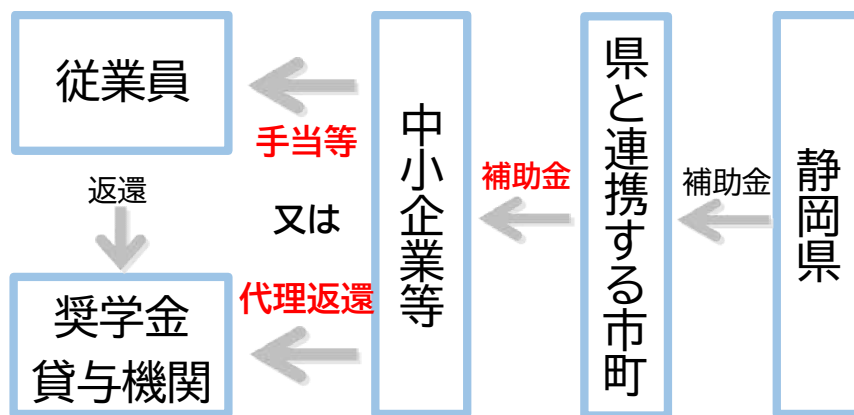 従業員
手当等
返還
又は
代理返還
奨学金
貸与機関
中小企業等
補助金
県と連携する市町
補助金
静岡県